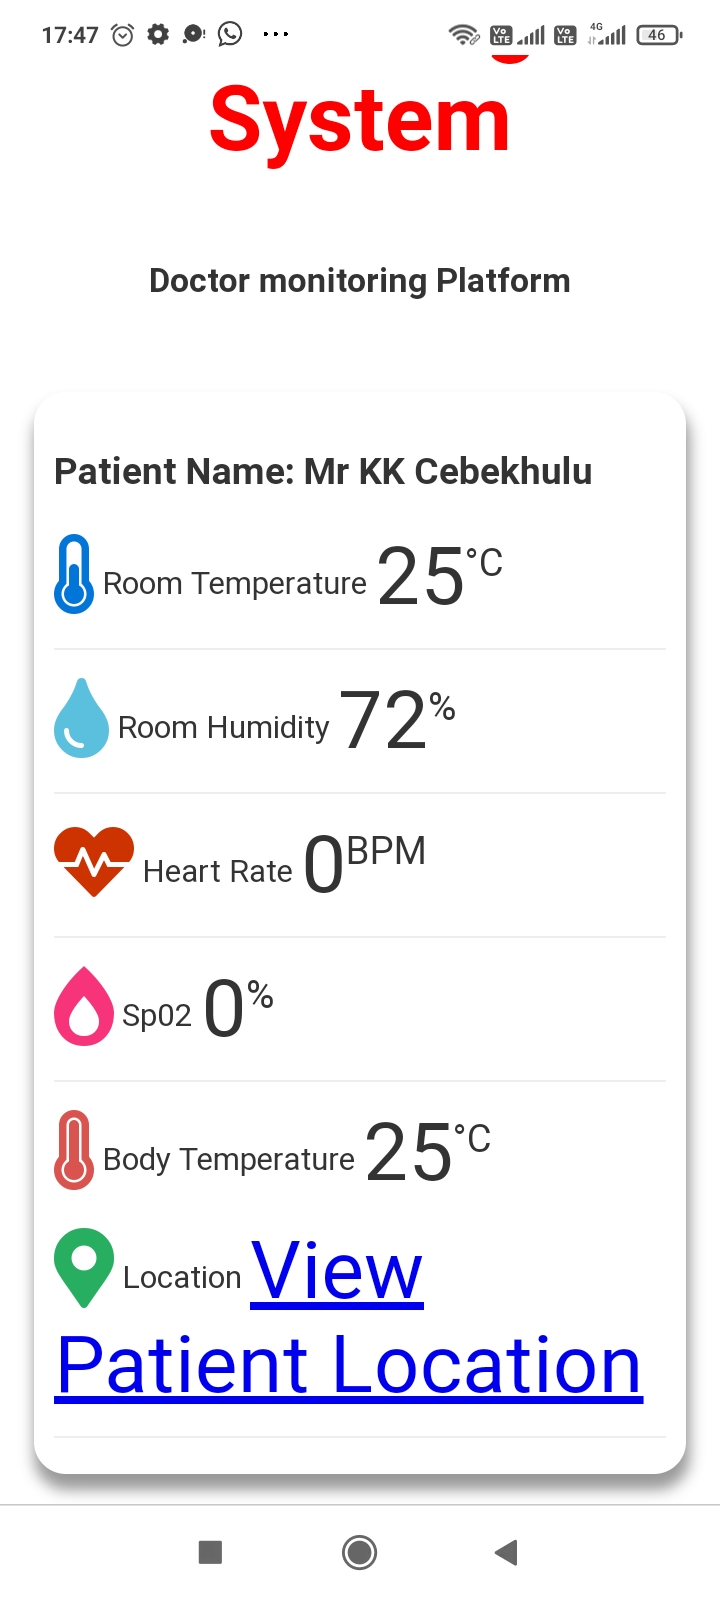 17:47
Vo LTE Vo LTE 4G 46
System
Doctor monitoring Platform
Patient Name: Mr KK Cebekhulu
Room Temperature 25°C
Room Humidity 72%
Heart Rate 0BPM
Sp02 0%
Body Temperature 25°C
Location View
Patient Location